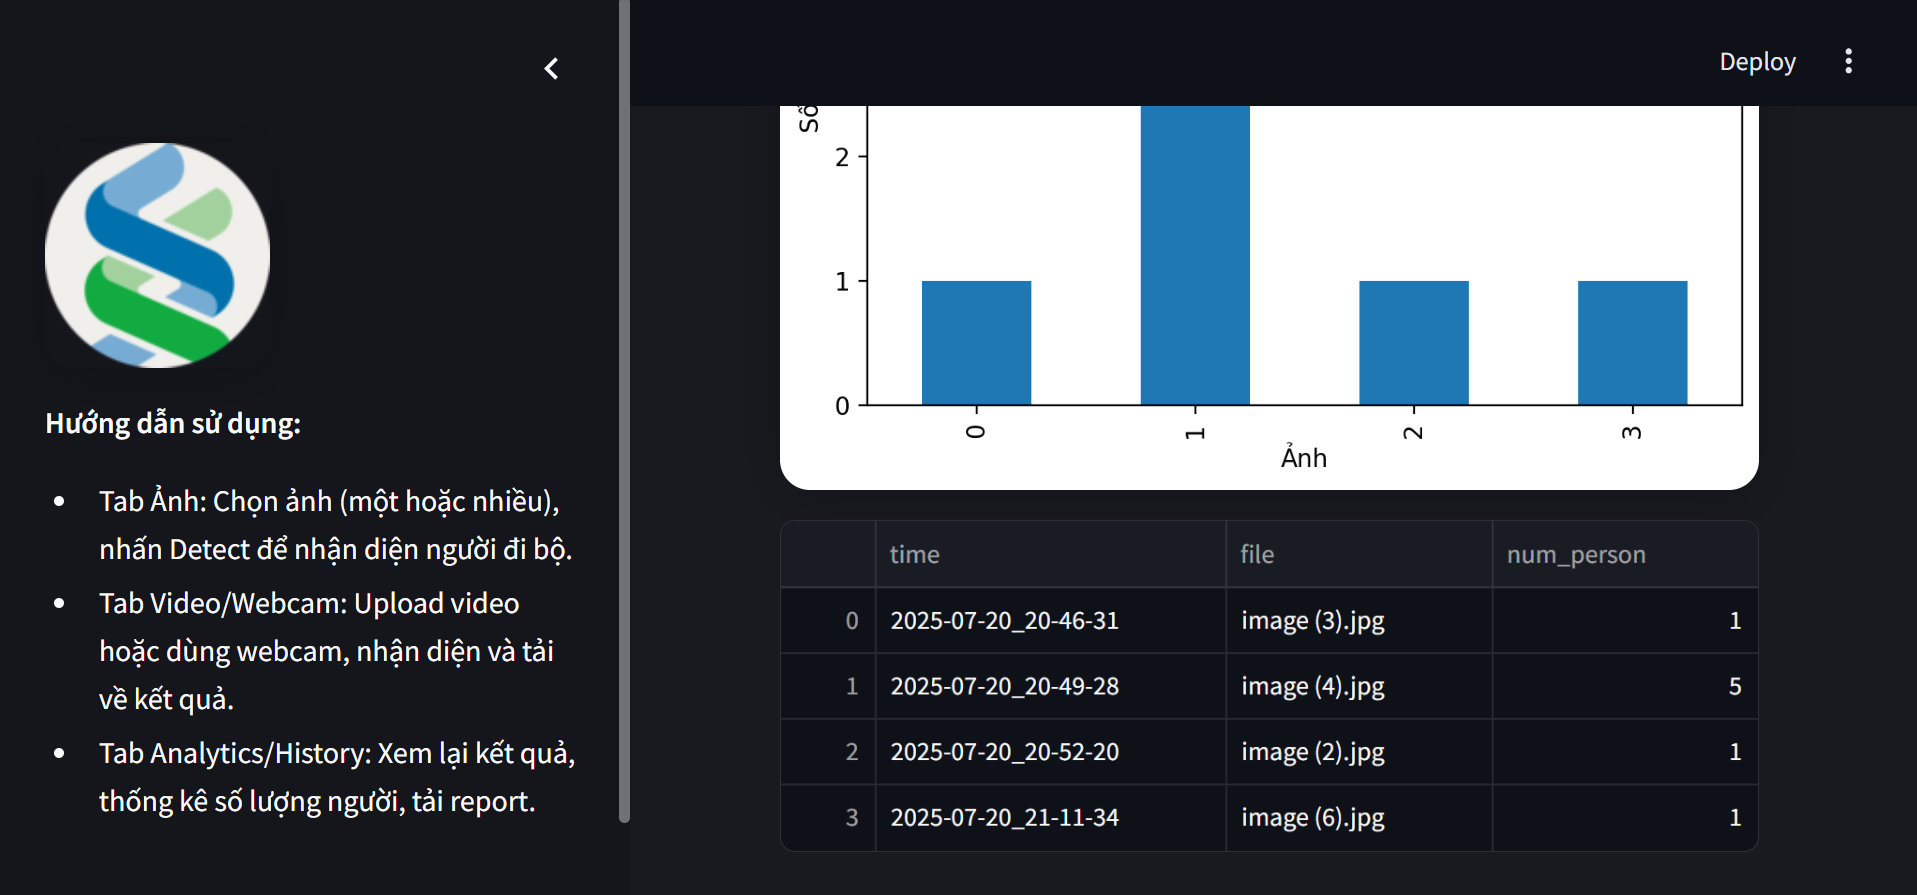 Deploy
Hướng dẫn sử dụng:
Tab Ảnh: Chọn ảnh (một hoặc nhiều),
nhấn Detect để nhận diện người đi bộ.
Tab Video/Webcam: Upload video
hoặc dùng webcam, nhận diện và tải
về kết quả.
Tab Analytics/History: Xem lại kết quả,
thống kê số lượng người, tải report.
Số
2
1
0
0 1 2 3
Ảnh
time file num_person
0 2025-07-20_20-46-31 image (3).jpg 1
1 2025-07-20_20-49-28 image (4).jpg 5
2 2025-07-20_20-52-20 image (2).jpg 1
3 2025-07-20_21-11-34 image (6).jpg 1